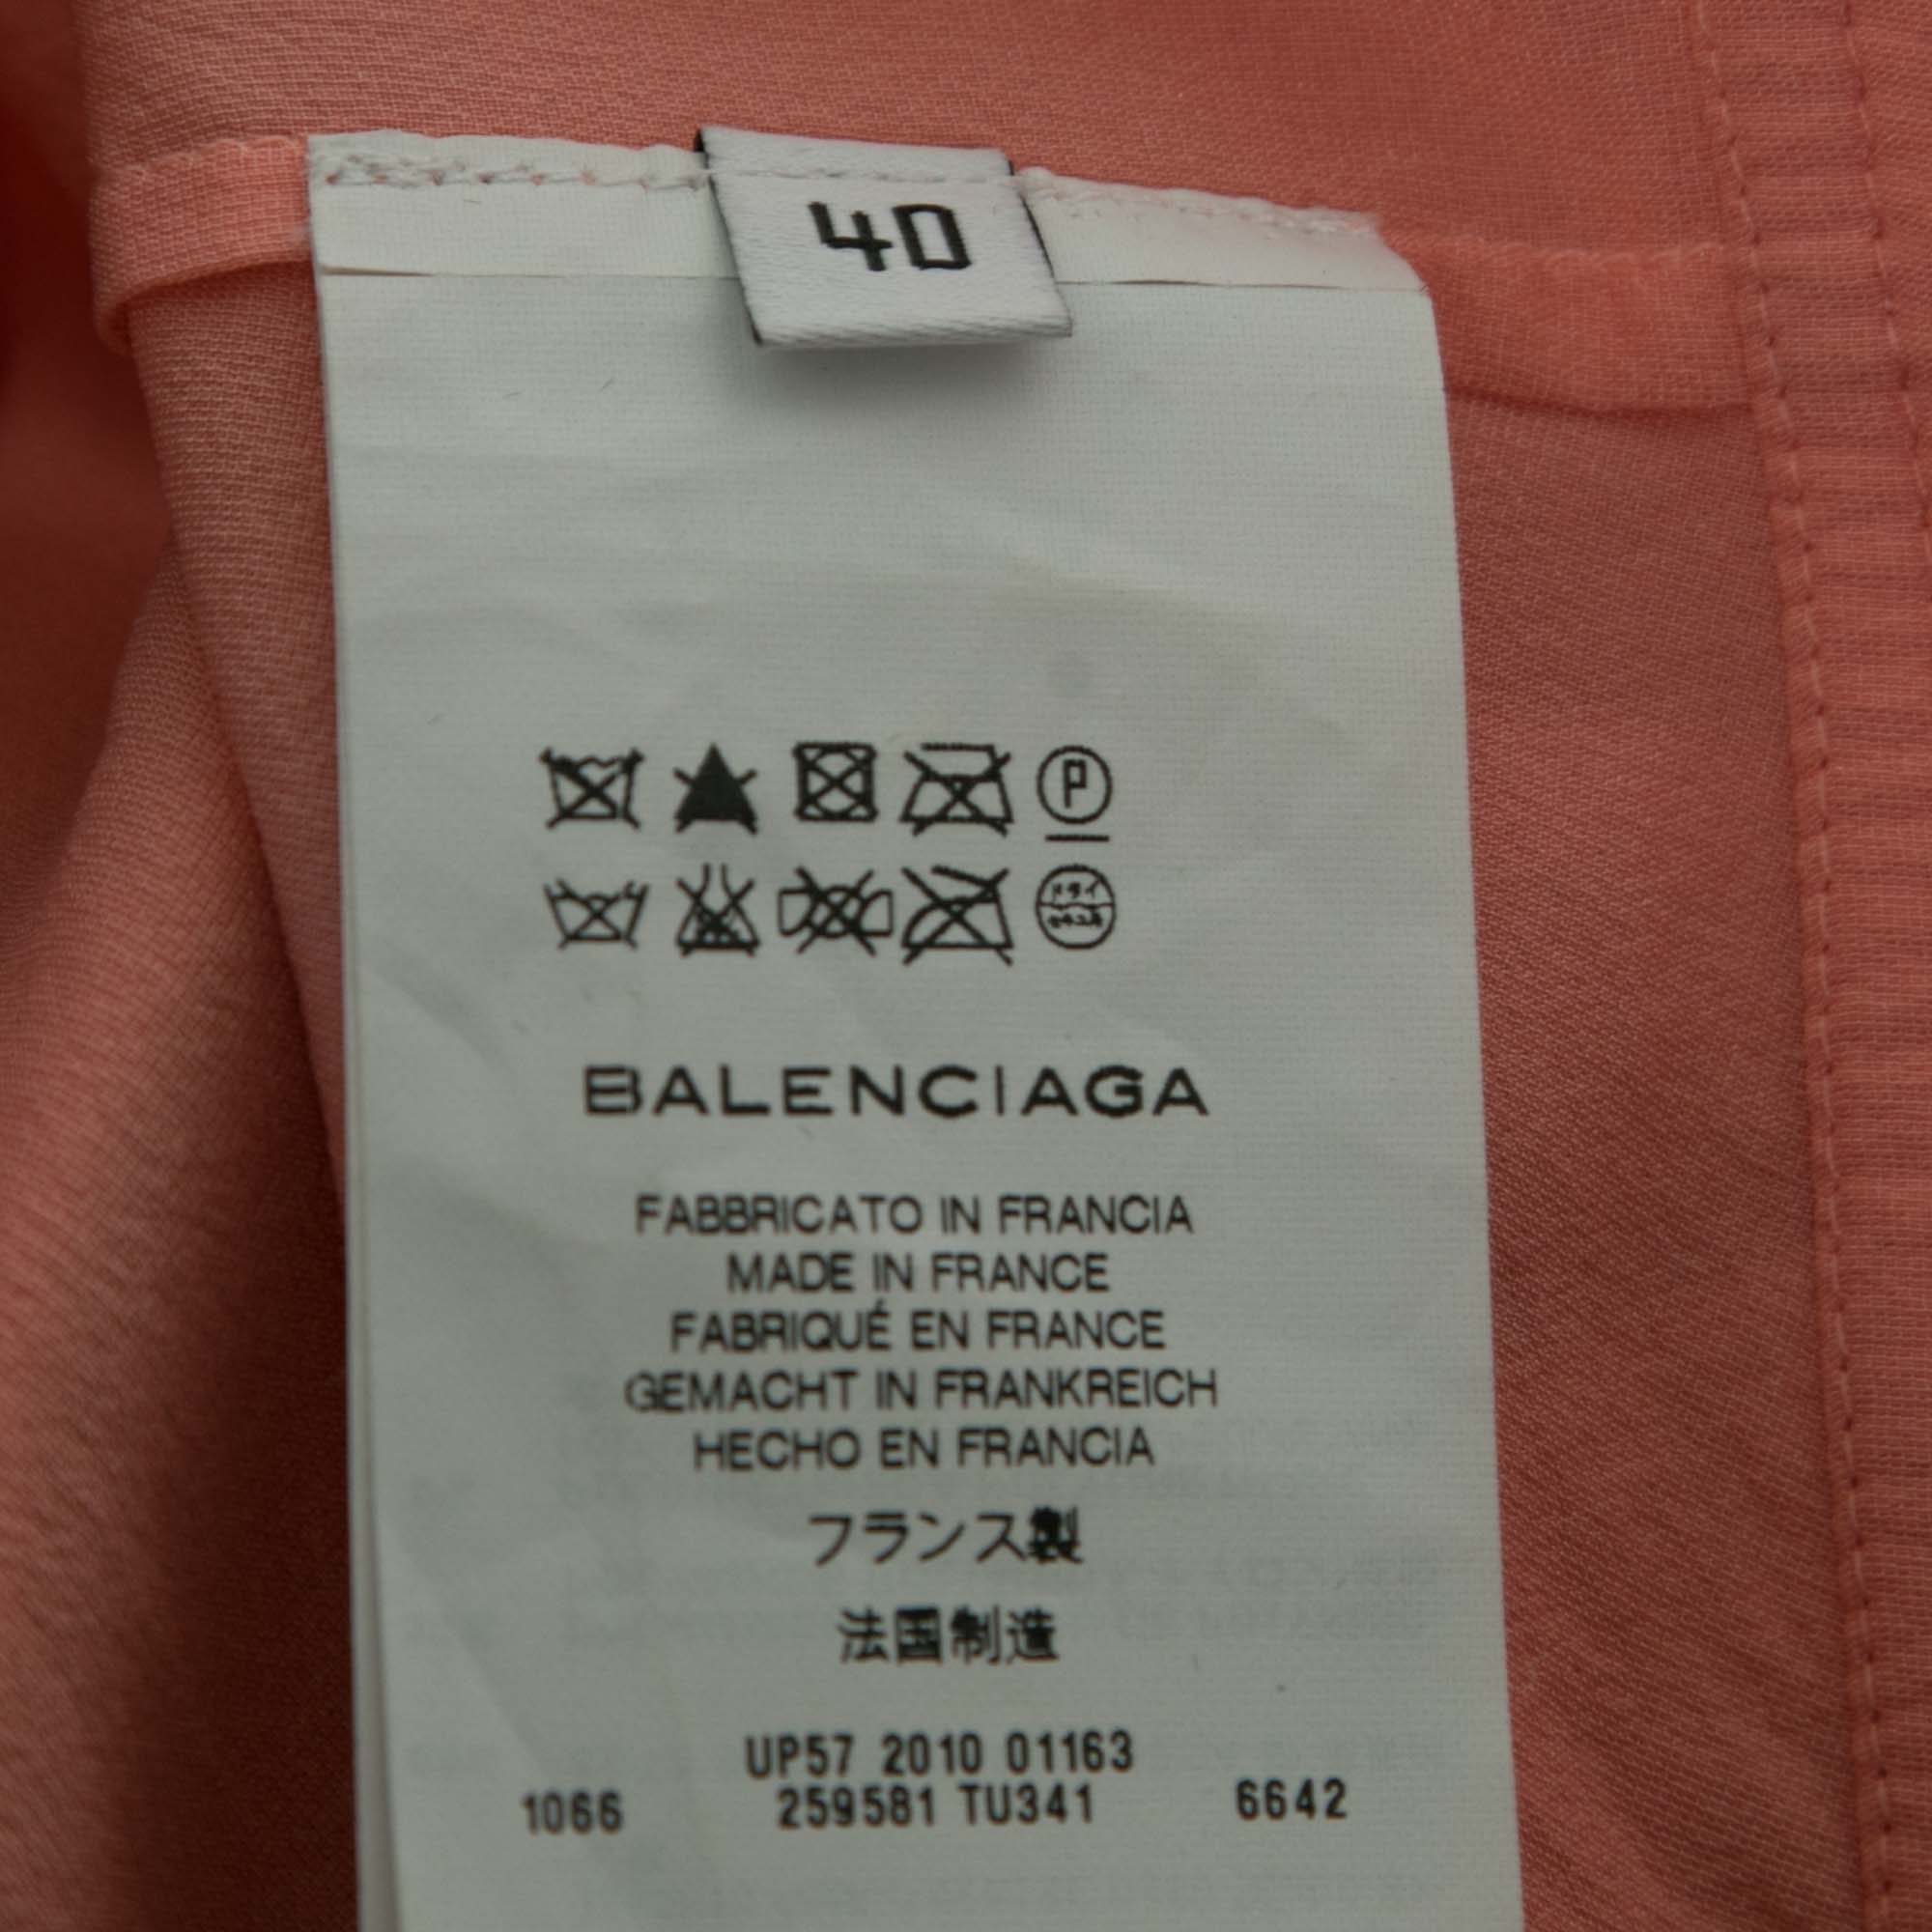 40
P
BALENCIAGA
FABBRICATO IN FRANCIA
MADE IN FRANCE
FABRIQUÉ EN FRANCE
GEMACHT IN FRANKREICH
HECHO EN FRANCIA
フランス製
法国制造
UP57 2010 01163
1066 259581 TU341 6642